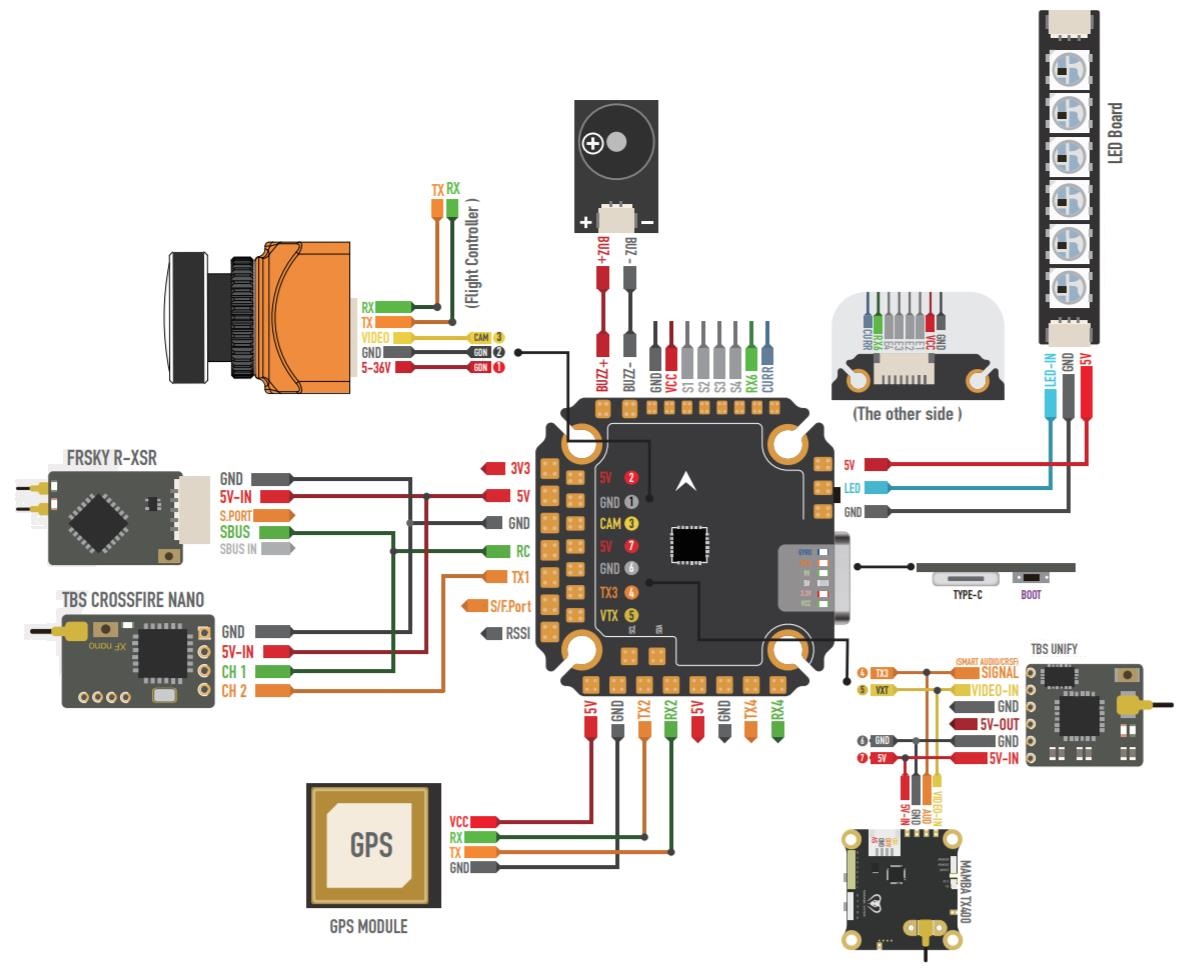 LED Board
TX RX
(Flight Controller )
+ −
BUZ+
BUZ -
BUZZ+
BUZZ-
GND
VCC
S1
S2
S3
S4
RX6
CURR
RX
TX
VIDEO CAM 3
GND GDN 2
5-36V GDN 1
CURR
RX6
E4
E3
E2
E1
VCC
GND
(The other side )
LED-IN
GND
5V
FRSKY R-XSR
GND
5V-IN
S.PORT
SBUS
SBUS IN
3V3
5V
GND
RC
TX1
S/F.Port
RSSI
5V 2
GND 1
CAM 3
5V 7
GND 6
TX3 4
VTX 5
SCL
SDA
5V
LED
GND
TYPE-C
BOOT
TBS CROSSFIRE NANO
XF nano
GND
5V-IN
CH 1
CH 2
5V
GND
TX2
RX2
5V
GND
TX4
RX4
TBS UNIFY
(SMART AUDIO/CRSF)
4 TX3 SIGNAL
5 VXT VIDEO-IN
GND
5V-OUT
6 GND GND
7 5V 5V-IN
5V-IN
GND
AUD
VIDEO-IN
MAMBA TX400
GPS
VCC
RX
TX
GND
GPS MODULE